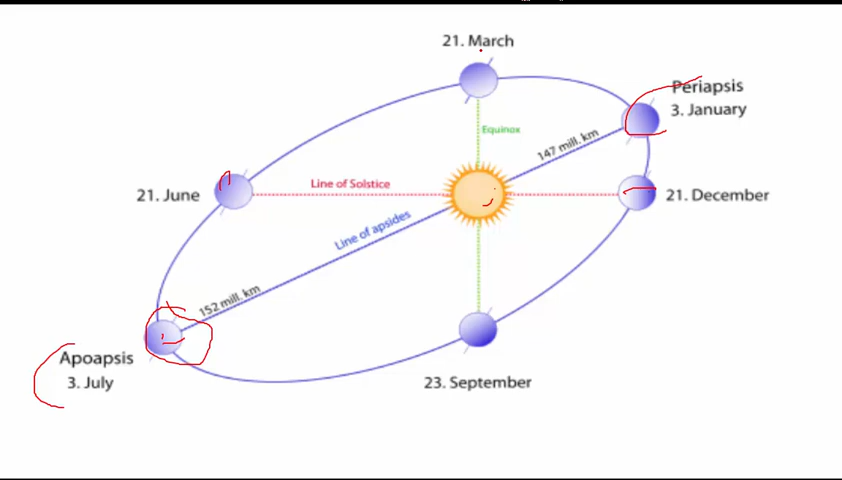 21. March
Periapsis
3. January
Equinox
147 mill. km
21. June
Line of Solstice
21. December
Line of apsides
152 mill. km
Apoapsis
3. July
23. September